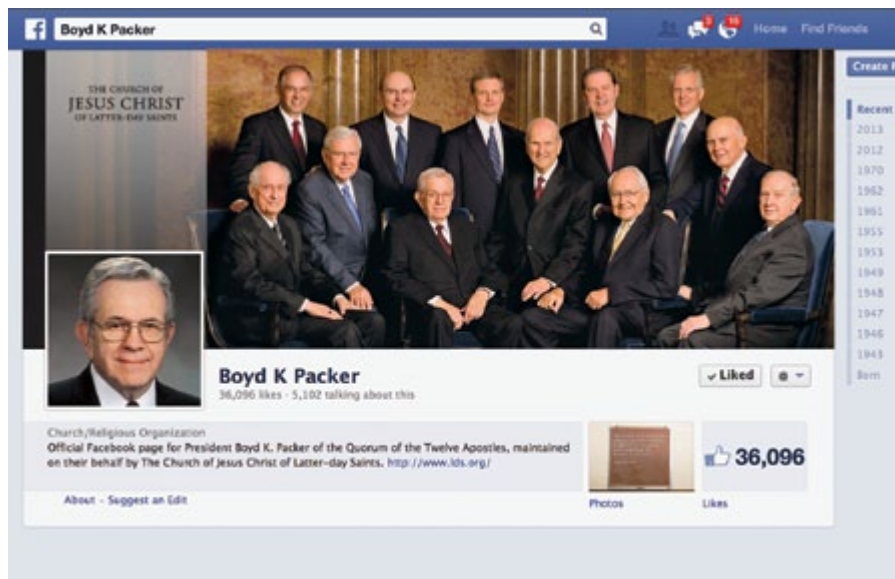 Boyd K Packer
3
16
Home
Find Friends
THE CHURCH OF
JESUS CHRIST
OF LATTER-DAY SAINTS
Create
Recent
2013
2012
1970
1962
1961
1955
1953
1949
1948
1947
1946
1943
Born
Boyd K Packer
36,096 likes · 5,102 talking about this
Liked
Church/Religious Organization
Official Facebook page for President Boyd K. Packer of the Quorum of the Twelve Apostles, maintained
on their behalf by The Church of Jesus Christ of Latter-day Saints. http://www.lds.org/
About - Suggest an Edit
36,096
Photos
Likes